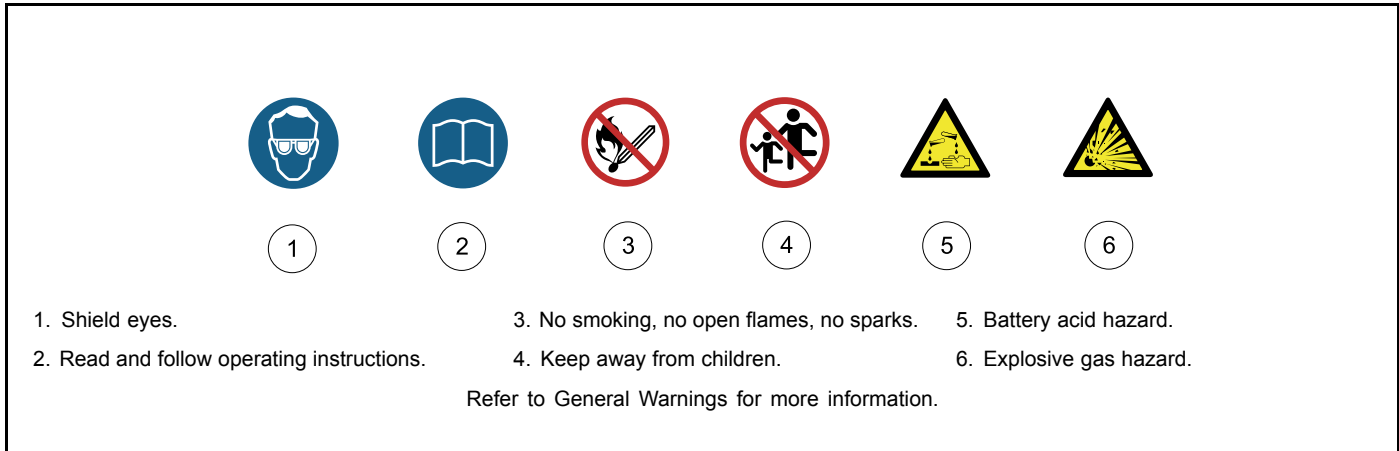 1
2
3
4
5
6
1. Shield eyes.
2. Read and follow operating instructions.
3. No smoking, no open flames, no sparks.
4. Keep away from children.
5. Battery acid hazard.
6. Explosive gas hazard.
Refer to General Warnings for more information.